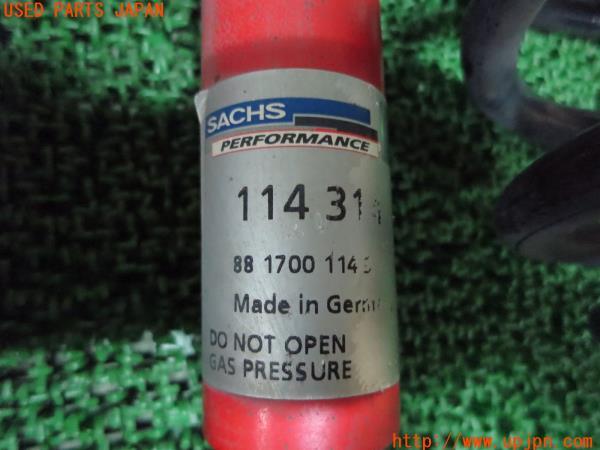 USED PARTS JAPAN
SACHS
PERFORMANCE
114 31
88 1700 114
Made in
DO NOT OPEN
GAS PRESSURE
http://www.upjpn.com/